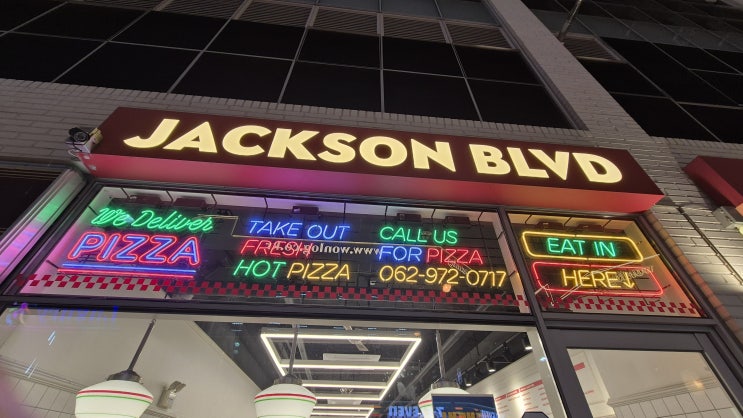 JACKSON BLVD
We Deliver
PIZZA
TAKE OUT
FRESH
HOT PIZZA
CALL US
FOR PIZZA
062-972-0717
EAT IN
HERE↓